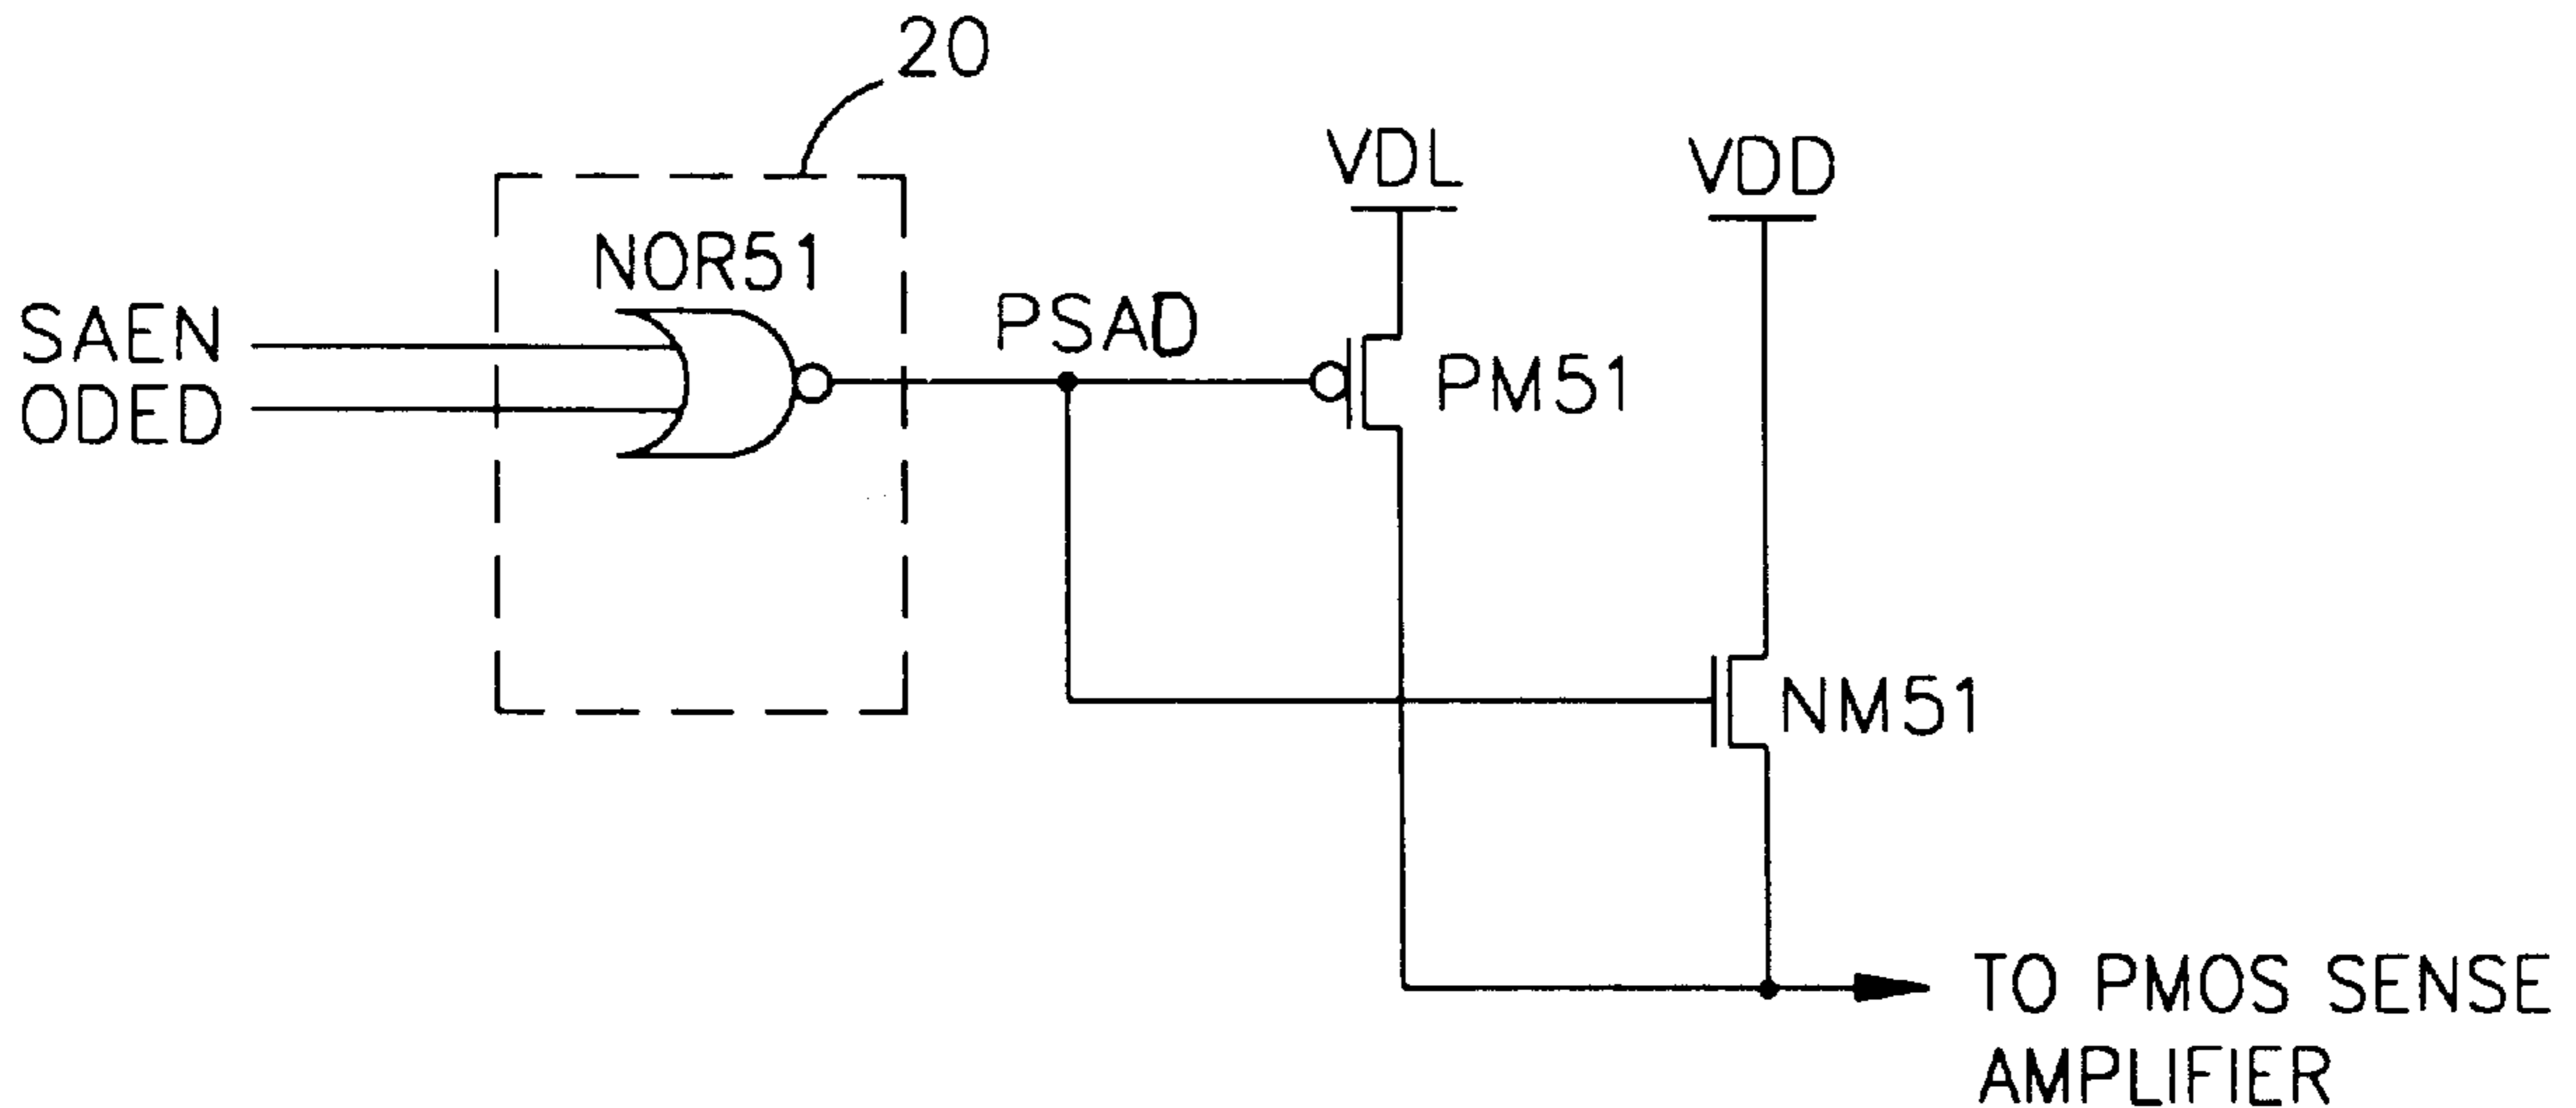 20
VDL
VDD
NOR51
SAEN
ODED
PSAD
PM51
NM51
TO PMOS SENSE
AMPLIFIER